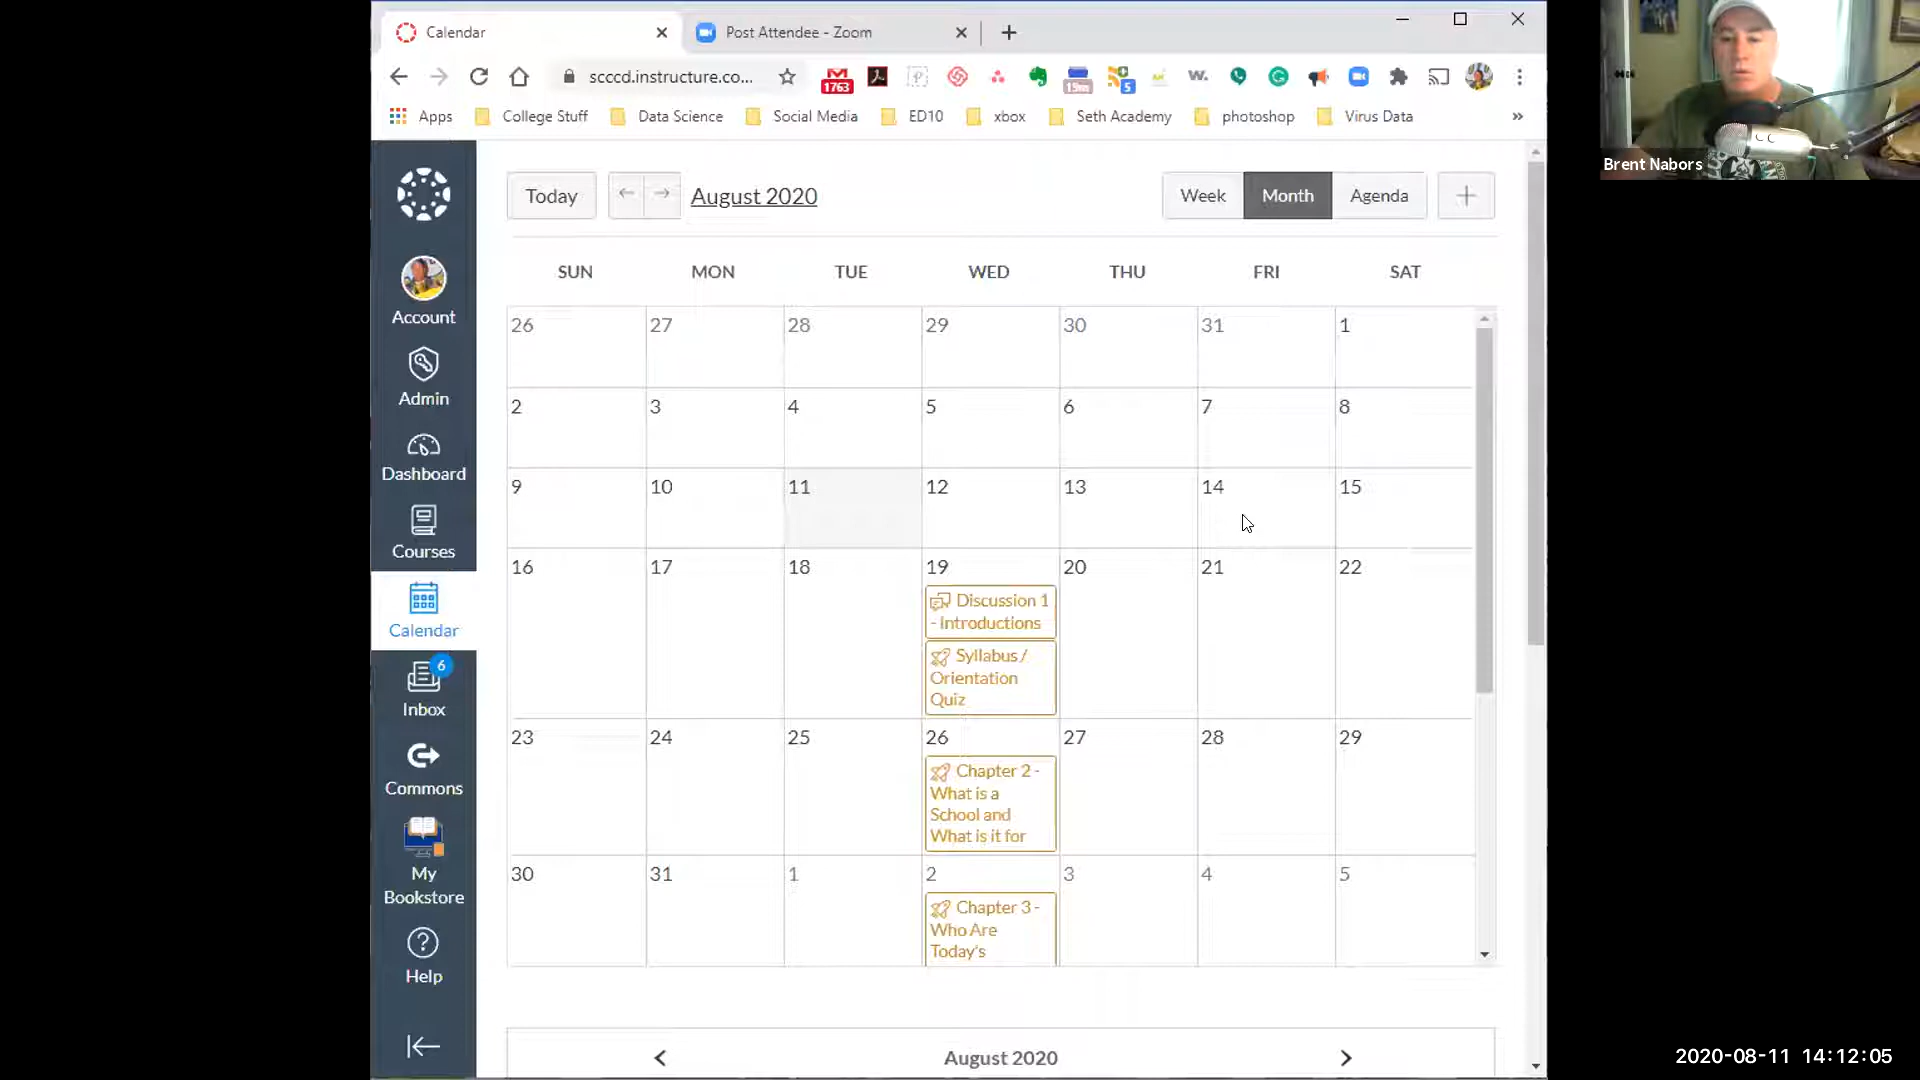 Calendar
Post Attendee - Zoom
scccd.instructure.co...
1763
15m
5
w.
Apps
College Stuff
Data Science
Social Media
ED10
xbox
Seth Academy
photoshop
Virus Data
»
Brent Nabors
Today
August 2020
Week
Month
Agenda
SUN MON TUE WED THU FRI SAT
26 27 28 29 30 31 1
2 3 4 5 6 7 8
9 10 11 12 13 14 15
16 17 18 19 20 21 22
Discussion 1
- Introductions
Syllabus /
Orientation
Quiz
23 24 25 26 27 28 29
Chapter 2 -
What is a
School and
What is it for
30 31 1 2 3 4 5
Chapter 3 -
Who Are
Today's
Account
Admin
Dashboard
Courses
Calendar
6
Inbox
Commons
My
Bookstore
Help
August 2020
2020-08-11 14:12:05